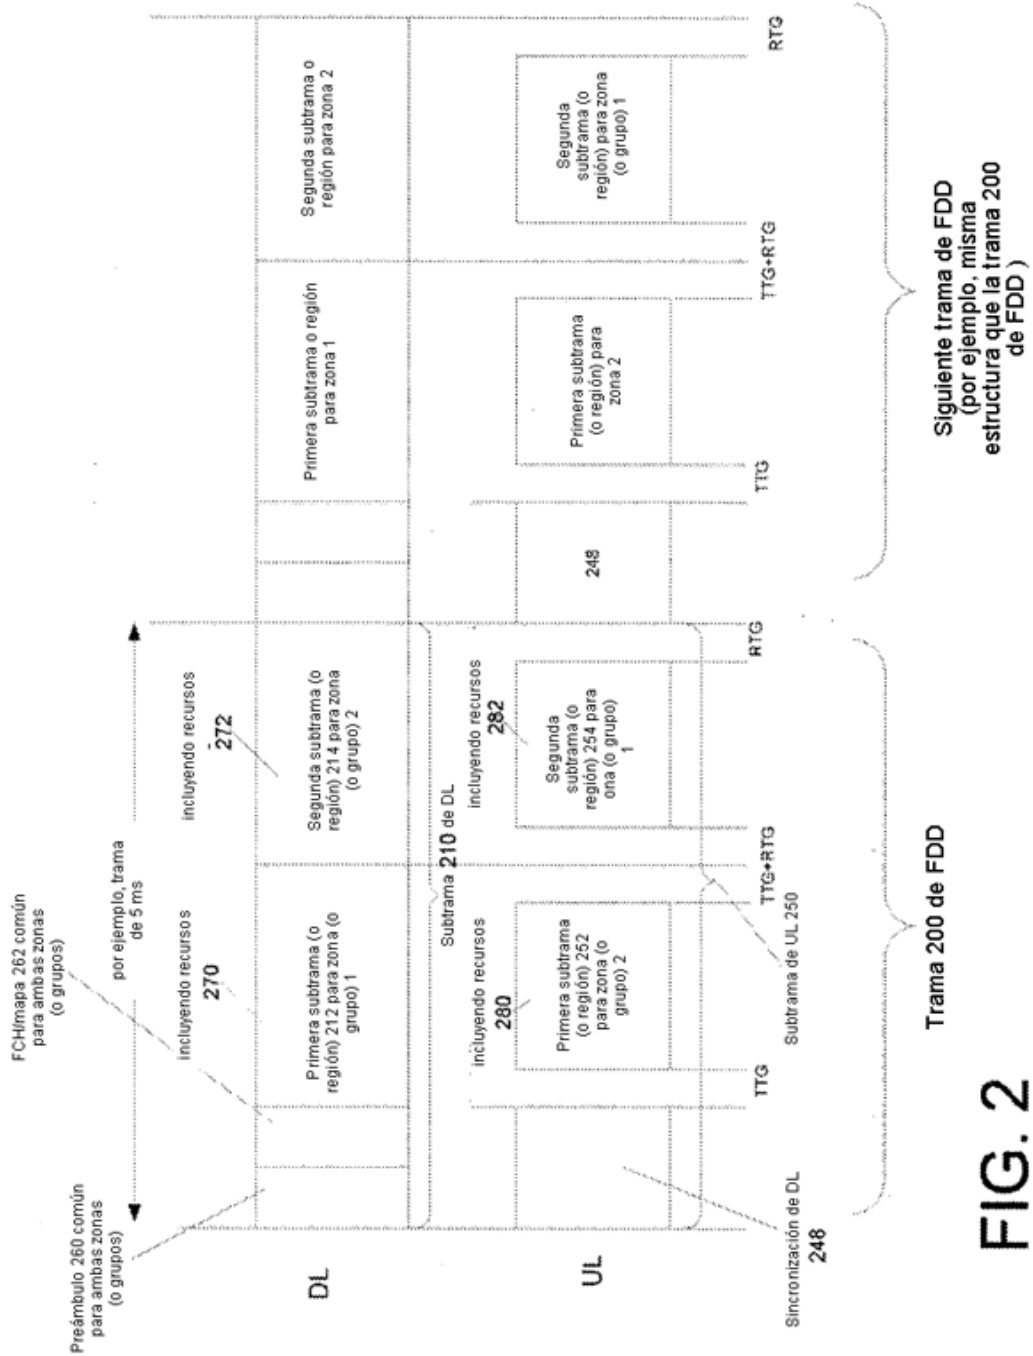 FCH/mapa 262 común
para ambas zonas
(o grupos)
Preámbulo 260 común
para ambas zonas
(o grupos)
por ejemplo, trama
de 5 ms
incluyendo recursos
270
incluyendo recursos
272
DL
Primera subtrama (o
región) 212 para zona (o
grupo) 1
Segunda subtrama (o
región) 214 para zona
(o grupo) 2
Primera subtrama o región
para zona 1
Segunda subtrama o
región para zona 2
Subtrama 210 de DL
incluyendo recursos
280
incluyendo recursos
282
UL
Primera subtrama
(o región) 252
para zona (o
grupo) 2
Segunda
subtrama (o
región) 254 para
ona (o grupo)
1
248
Primera subtrama
(o región) para
zona 2
Segunda
subtrama (o
región) para zona
(o grupo) 1
TTG
TTG+RTG
RTG
TTG
TTG+RTG
RTG
Sincronización de DL
248
Subtrama de UL 250
Trama 200 de FDD
Siguiente trama de FDD
(por ejemplo, misma
estructura que la trama 200
de FDD )
FIG. 2